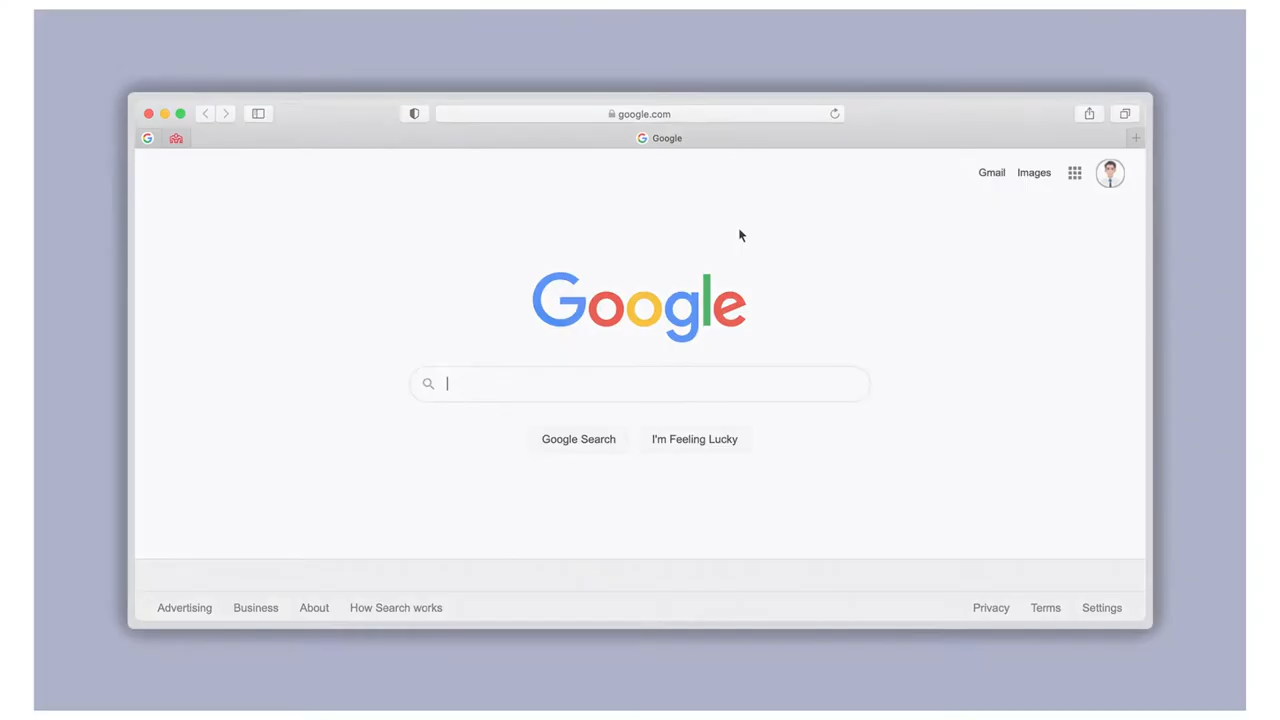 google.com
Google
Gmail Images
Google
Google Search I'm Feeling Lucky
Advertising Business About How Search works Privacy Terms Settings